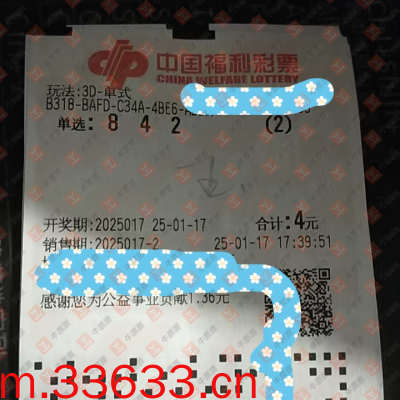 中国福利彩票
CHINA WELFARE LOTTERY
玩法:3D-单式
B318-BAFD-C34A-4BE6-
单选: 8 4 2 (2)
开奖期:2025017 25-01-17 合计:4元
销售期:2025017-2 25-01-17 17:39:51
感谢您为公益事业贡献1.36元
m.33633.cn